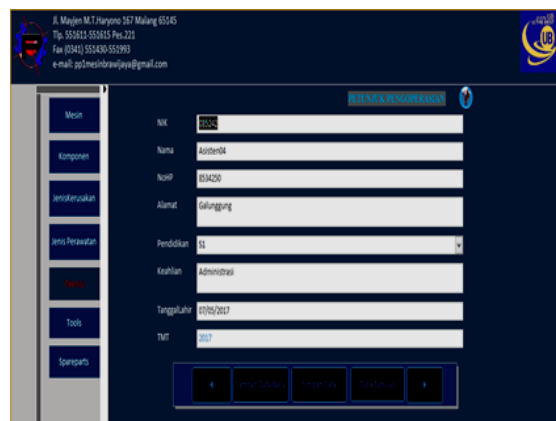 Jl. Mayjen M.T.Haryono 167 Malang 65145
Tlp. 551611-551615 Pes.221
Fax (0341) 551430-551993
e-mail: pp1mesinbrawijaya@gmail.com
UB
PETUNJUK PENGOPERASIAN
Mesin
Komponen
JenisKerusakan
Jenis Perawatan
Tools
Spareparts
NIK
Nama Asisten04
NoHP 8534250
Alamat Galunggung
Pendidikan S1
Keahlian Administrasi
TanggalLahir 07/05/2017
TMT 2017